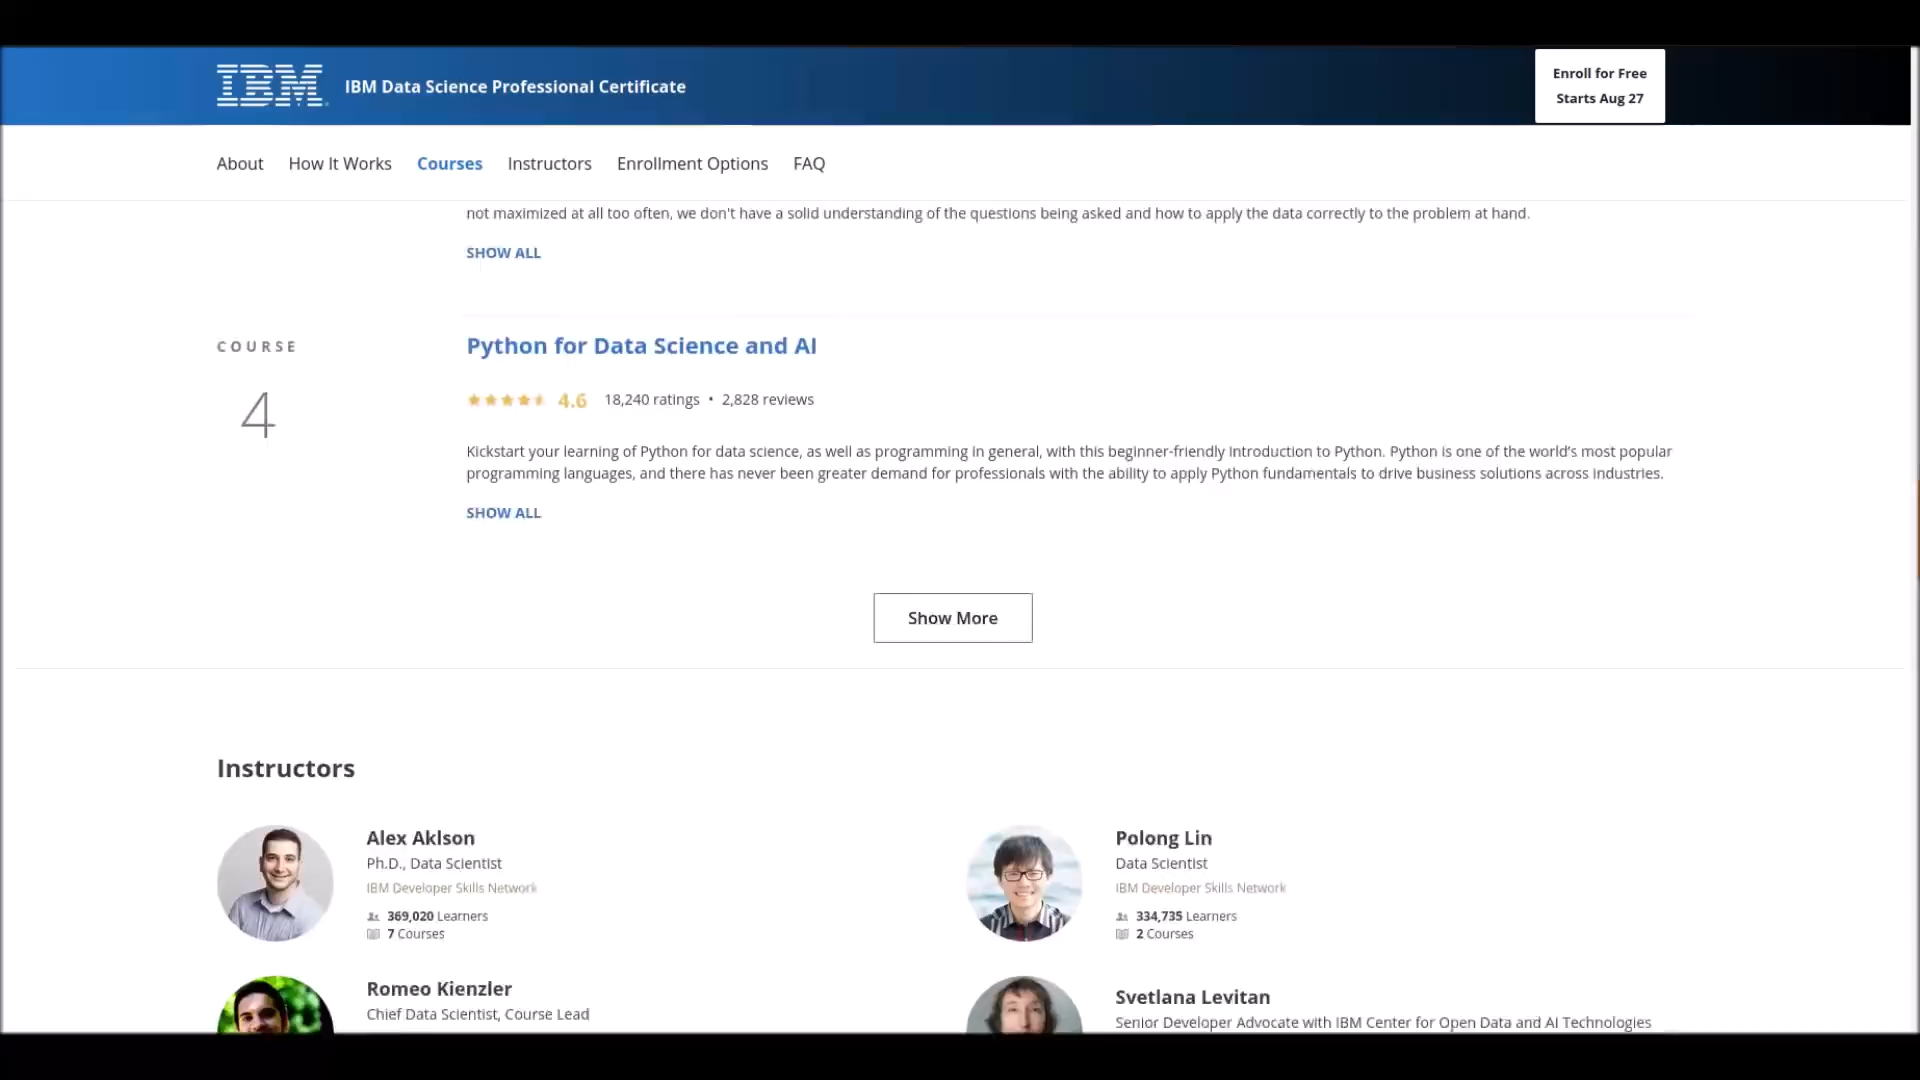 IBM
IBM Data Science Professional Certificate
Enroll for Free
Starts Aug 27
About How It Works Courses Instructors Enrollment Options FAQ
not maximized at all too often, we don't have a solid understanding of the questions being asked and how to apply the data correctly to the problem at hand.
SHOW ALL
COURSE
4
Python for Data Science and AI
4.6 18,240 ratings • 2,828 reviews
Kickstart your learning of Python for data science, as well as programming in general, with this beginner-friendly introduction to Python. Python is one of the world’s most popular
programming languages, and there has never been greater demand for professionals with the ability to apply Python fundamentals to drive business solutions across industries.
SHOW ALL
Show More
Instructors
Alex Aklson
Ph.D., Data Scientist
IBM Developer Skills Network
369,020 Learners
7 Courses
Polong Lin
Data Scientist
IBM Developer Skills Network
334,735 Learners
2 Courses
Romeo Kienzler
Chief Data Scientist, Course Lead
Svetlana Levitan
Senior Developer Advocate with IBM Center for Open Data and AI Technologies